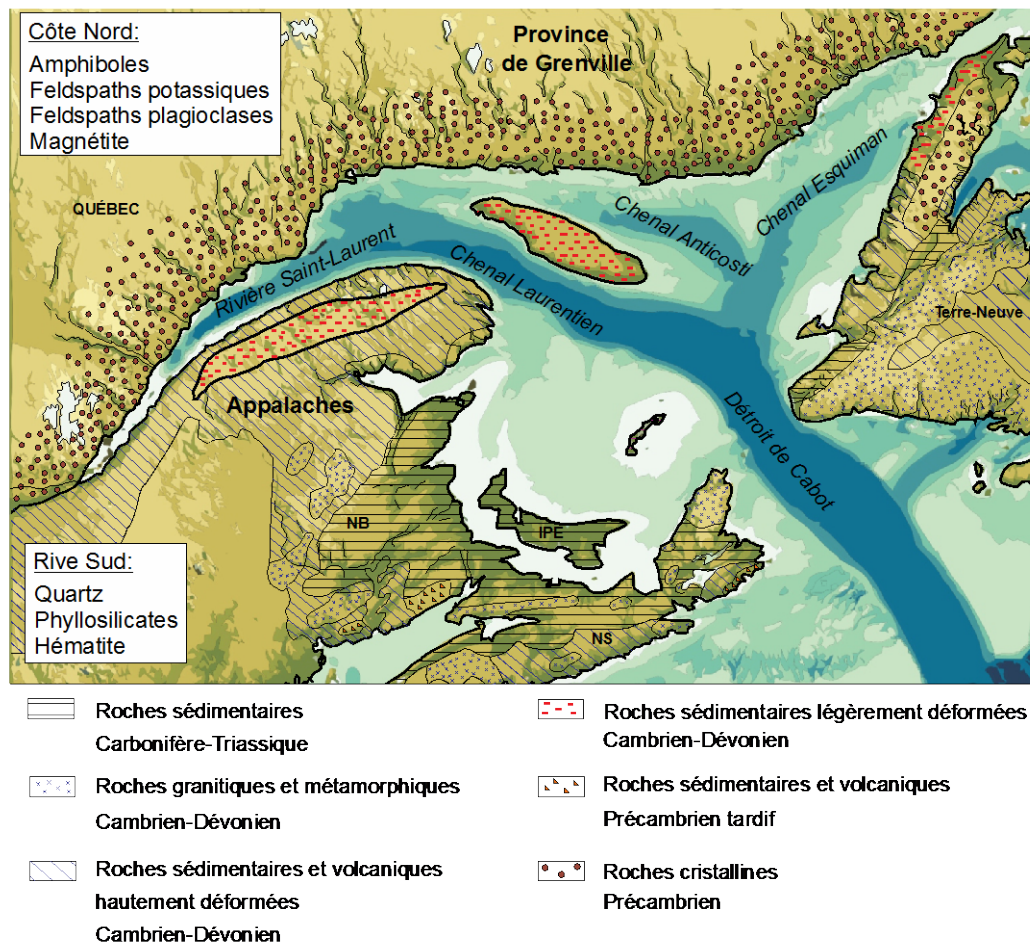 Côte Nord:
Amphiboles
Feldspaths potassiques
Feldspaths plagioclases
Magnétite
Province
de Grenville
QUÉBEC
Rivière Saint-Laurent
Chenal Laurentien
Chenal Anticosti
Chenal Esquiman
Terre-Neuve
Appalaches
Détroit de Cabot
NB
IPE
NS
Rive Sud:
Quartz
Phyllosilicates
Hématite
Roches sédimentaires
Carbonifère-Triassique
Roches granitiques et métamorphiques
Cambrien-Dévonien
Roches sédimentaires et volcaniques
hautement déformées
Cambrien-Dévonien
Roches sédimentaires légèrement déformées
Cambrien-Dévonien
Roches sédimentaires et volcaniques
Précambrien tardif
Roches cristallines
Précambrien